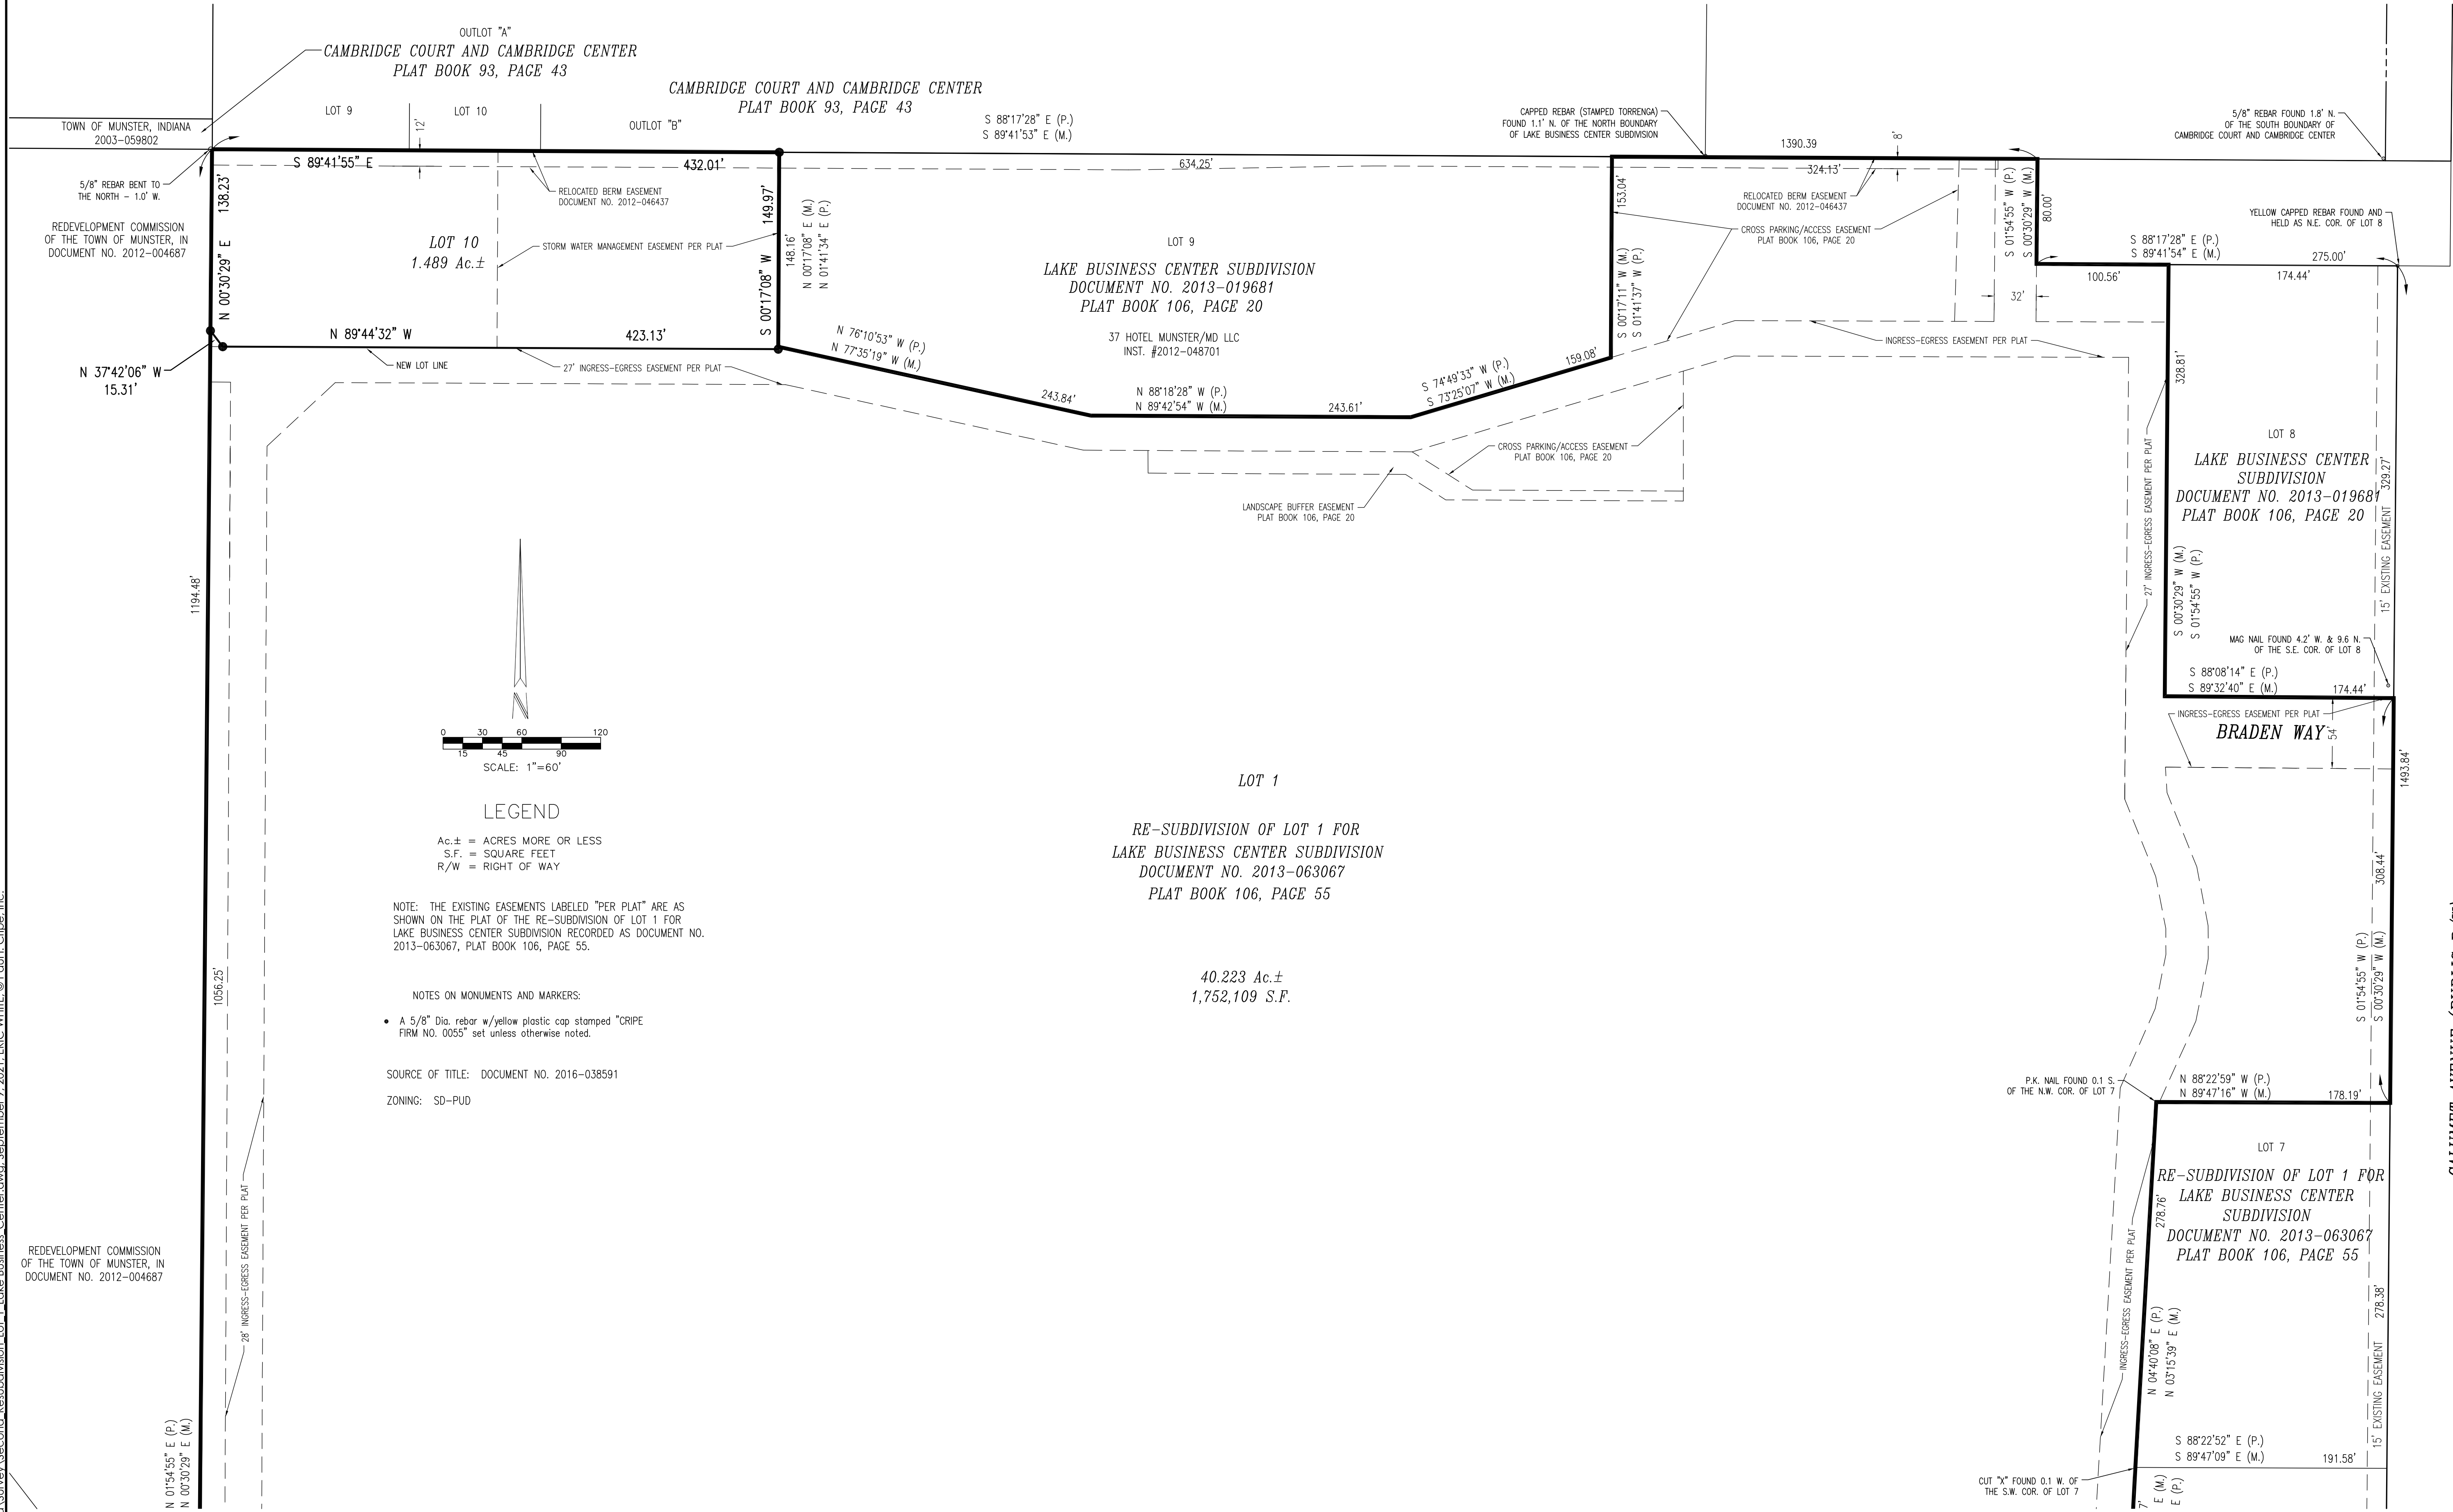 OUTLOT "A"
CAMBRIDGE COURT AND CAMBRIDGE CENTER
PLAT BOOK 93, PAGE 43
CAMBRIDGE COURT AND CAMBRIDGE CENTER
PLAT BOOK 93, PAGE 43
LOT 9
LOT 10
OUTLOT "B"
12'
TOWN OF MUNSTER, INDIANA
2003-059802
S 88°17'28" E (P.)
S 89°41'53" E (M.)
CAPPED REBAR (STAMPED TORRENGA)
FOUND 1.1' N. OF THE NORTH BOUNDARY
OF LAKE BUSINESS CENTER SUBDIVISION
1390.39
8'
5/8" REBAR FOUND 1.8' N.
OF THE SOUTH BOUNDARY OF
CAMBRIDGE COURT AND CAMBRIDGE CENTER
S 89°41'55" E
432.01'
634.25'
324.13'
5/8" REBAR BENT TO
THE NORTH - 1.0' W.
138.23'
N 00°30'29" E
RELOCATED BERM EASEMENT
DOCUMENT NO. 2012-046437
149.97'
S 00°17'08" W
148.16'
N 00°17'08" E (M.)
N 01°41'34" E (P.)
REDEVELOPMENT COMMISSION
OF THE TOWN OF MUNSTER, IN
DOCUMENT NO. 2012-004687
LOT 10
1.489 Ac.±
STORM WATER MANAGEMENT EASEMENT PER PLAT
LOT 9
LAKE BUSINESS CENTER SUBDIVISION
DOCUMENT NO. 2013-019681
PLAT BOOK 106, PAGE 20
37 HOTEL MUNSTER/MD LLC
INST. #2012-048701
153.04'
S 00°17'11" W (M.)
S 01°41'37" W (P.)
RELOCATED BERM EASEMENT
DOCUMENT NO. 2012-046437
CROSS PARKING/ACCESS EASEMENT
PLAT BOOK 106, PAGE 20
S 01°54'55" W (P.)
S 00°30'29" W (M.)
80.00'
YELLOW CAPPED REBAR FOUND AND
HELD AS N.E. COR. OF LOT 8
S 88°17'28" E (P.)
S 89°41'54" E (M.)
275.00'
100.56'
174.44'
32'
N 89°44'32" W
423.13'
N 37°42'06" W
15.31'
NEW LOT LINE
27' INGRESS-EGRESS EASEMENT PER PLAT
N 76°10'53" W (P.)
N 77°35'19" W (M.)
243.84'
N 88°18'28" W (P.)
N 89°42'54" W (M.)
243.61'
S 74°49'33" W (P.)
S 73°25'07" W (M.)
159.08'
INGRESS-EGRESS EASEMENT PER PLAT
328.81'
CROSS PARKING/ACCESS EASEMENT
PLAT BOOK 106, PAGE 20
LANDSCAPE BUFFER EASEMENT
PLAT BOOK 106, PAGE 20
27' INGRESS-EGRESS EASEMENT PER PLAT
LOT 8
LAKE BUSINESS CENTER
SUBDIVISION
DOCUMENT NO. 2013-019681
PLAT BOOK 106, PAGE 20
329.27'
15' EXISTING EASEMENT
S 00°30'29" W (M.)
S 01°54'55" W (P.)
MAG NAIL FOUND 4.2' W. & 9.6 N.
OF THE S.E. COR. OF LOT 8
S 88°08'14" E (P.)
S 89°32'40" E (M.)
174.44'
INGRESS-EGRESS EASEMENT PER PLAT
BRADEN WAY
54'
1493.84'
1194.48'
1056.25'
N
0 30 60 120
15 45 90
SCALE: 1"=60'
LEGEND
Ac.± = ACRES MORE OR LESS
S.F. = SQUARE FEET
R/W = RIGHT OF WAY
NOTE: THE EXISTING EASEMENTS LABELED "PER PLAT" ARE AS
SHOWN ON THE PLAT OF THE RE-SUBDIVISION OF LOT 1 FOR
LAKE BUSINESS CENTER SUBDIVISION RECORDED AS DOCUMENT NO.
2013-063067, PLAT BOOK 106, PAGE 55.
NOTES ON MONUMENTS AND MARKERS:
• A 5/8" Dia. rebar w/yellow plastic cap stamped "CRIPE
FIRM NO. 0055" set unless otherwise noted.
SOURCE OF TITLE: DOCUMENT NO. 2016-038591
ZONING: SD-PUD
LOT 1
RE-SUBDIVISION OF LOT 1 FOR
LAKE BUSINESS CENTER SUBDIVISION
DOCUMENT NO. 2013-063067
PLAT BOOK 106, PAGE 55
40.223 Ac.±
1,752,109 S.F.
308.44'
S 01°54'55" W (P.)
S 00°30'29" W (M.)
P.K. NAIL FOUND 0.1 S.
OF THE N.W. COR. OF LOT 7
N 88°22'59" W (P.)
N 89°47'16" W (M.)
178.19'
LOT 7
RE-SUBDIVISION OF LOT 1 FOR
LAKE BUSINESS CENTER
SUBDIVISION
DOCUMENT NO. 2013-063067
PLAT BOOK 106, PAGE 55
278.76'
INGRESS-EGRESS EASEMENT PER PLAT
N 04°40'08" E (P.)
N 03°15'39" E (M.)
278.38'
15' EXISTING EASEMENT
S 88°22'52" E (P.)
S 89°47'09" E (M.)
191.58'
CUT "X" FOUND 0.1 W. OF
THE S.W. COR. OF LOT 7
E (M.)
E (P.)
REDEVELOPMENT COMMISSION
OF THE TOWN OF MUNSTER, IN
DOCUMENT NO. 2012-004687
28' INGRESS-EGRESS EASEMENT PER PLAT
N 01°54'55" E (P.)
N 00°30'29" E (M.)